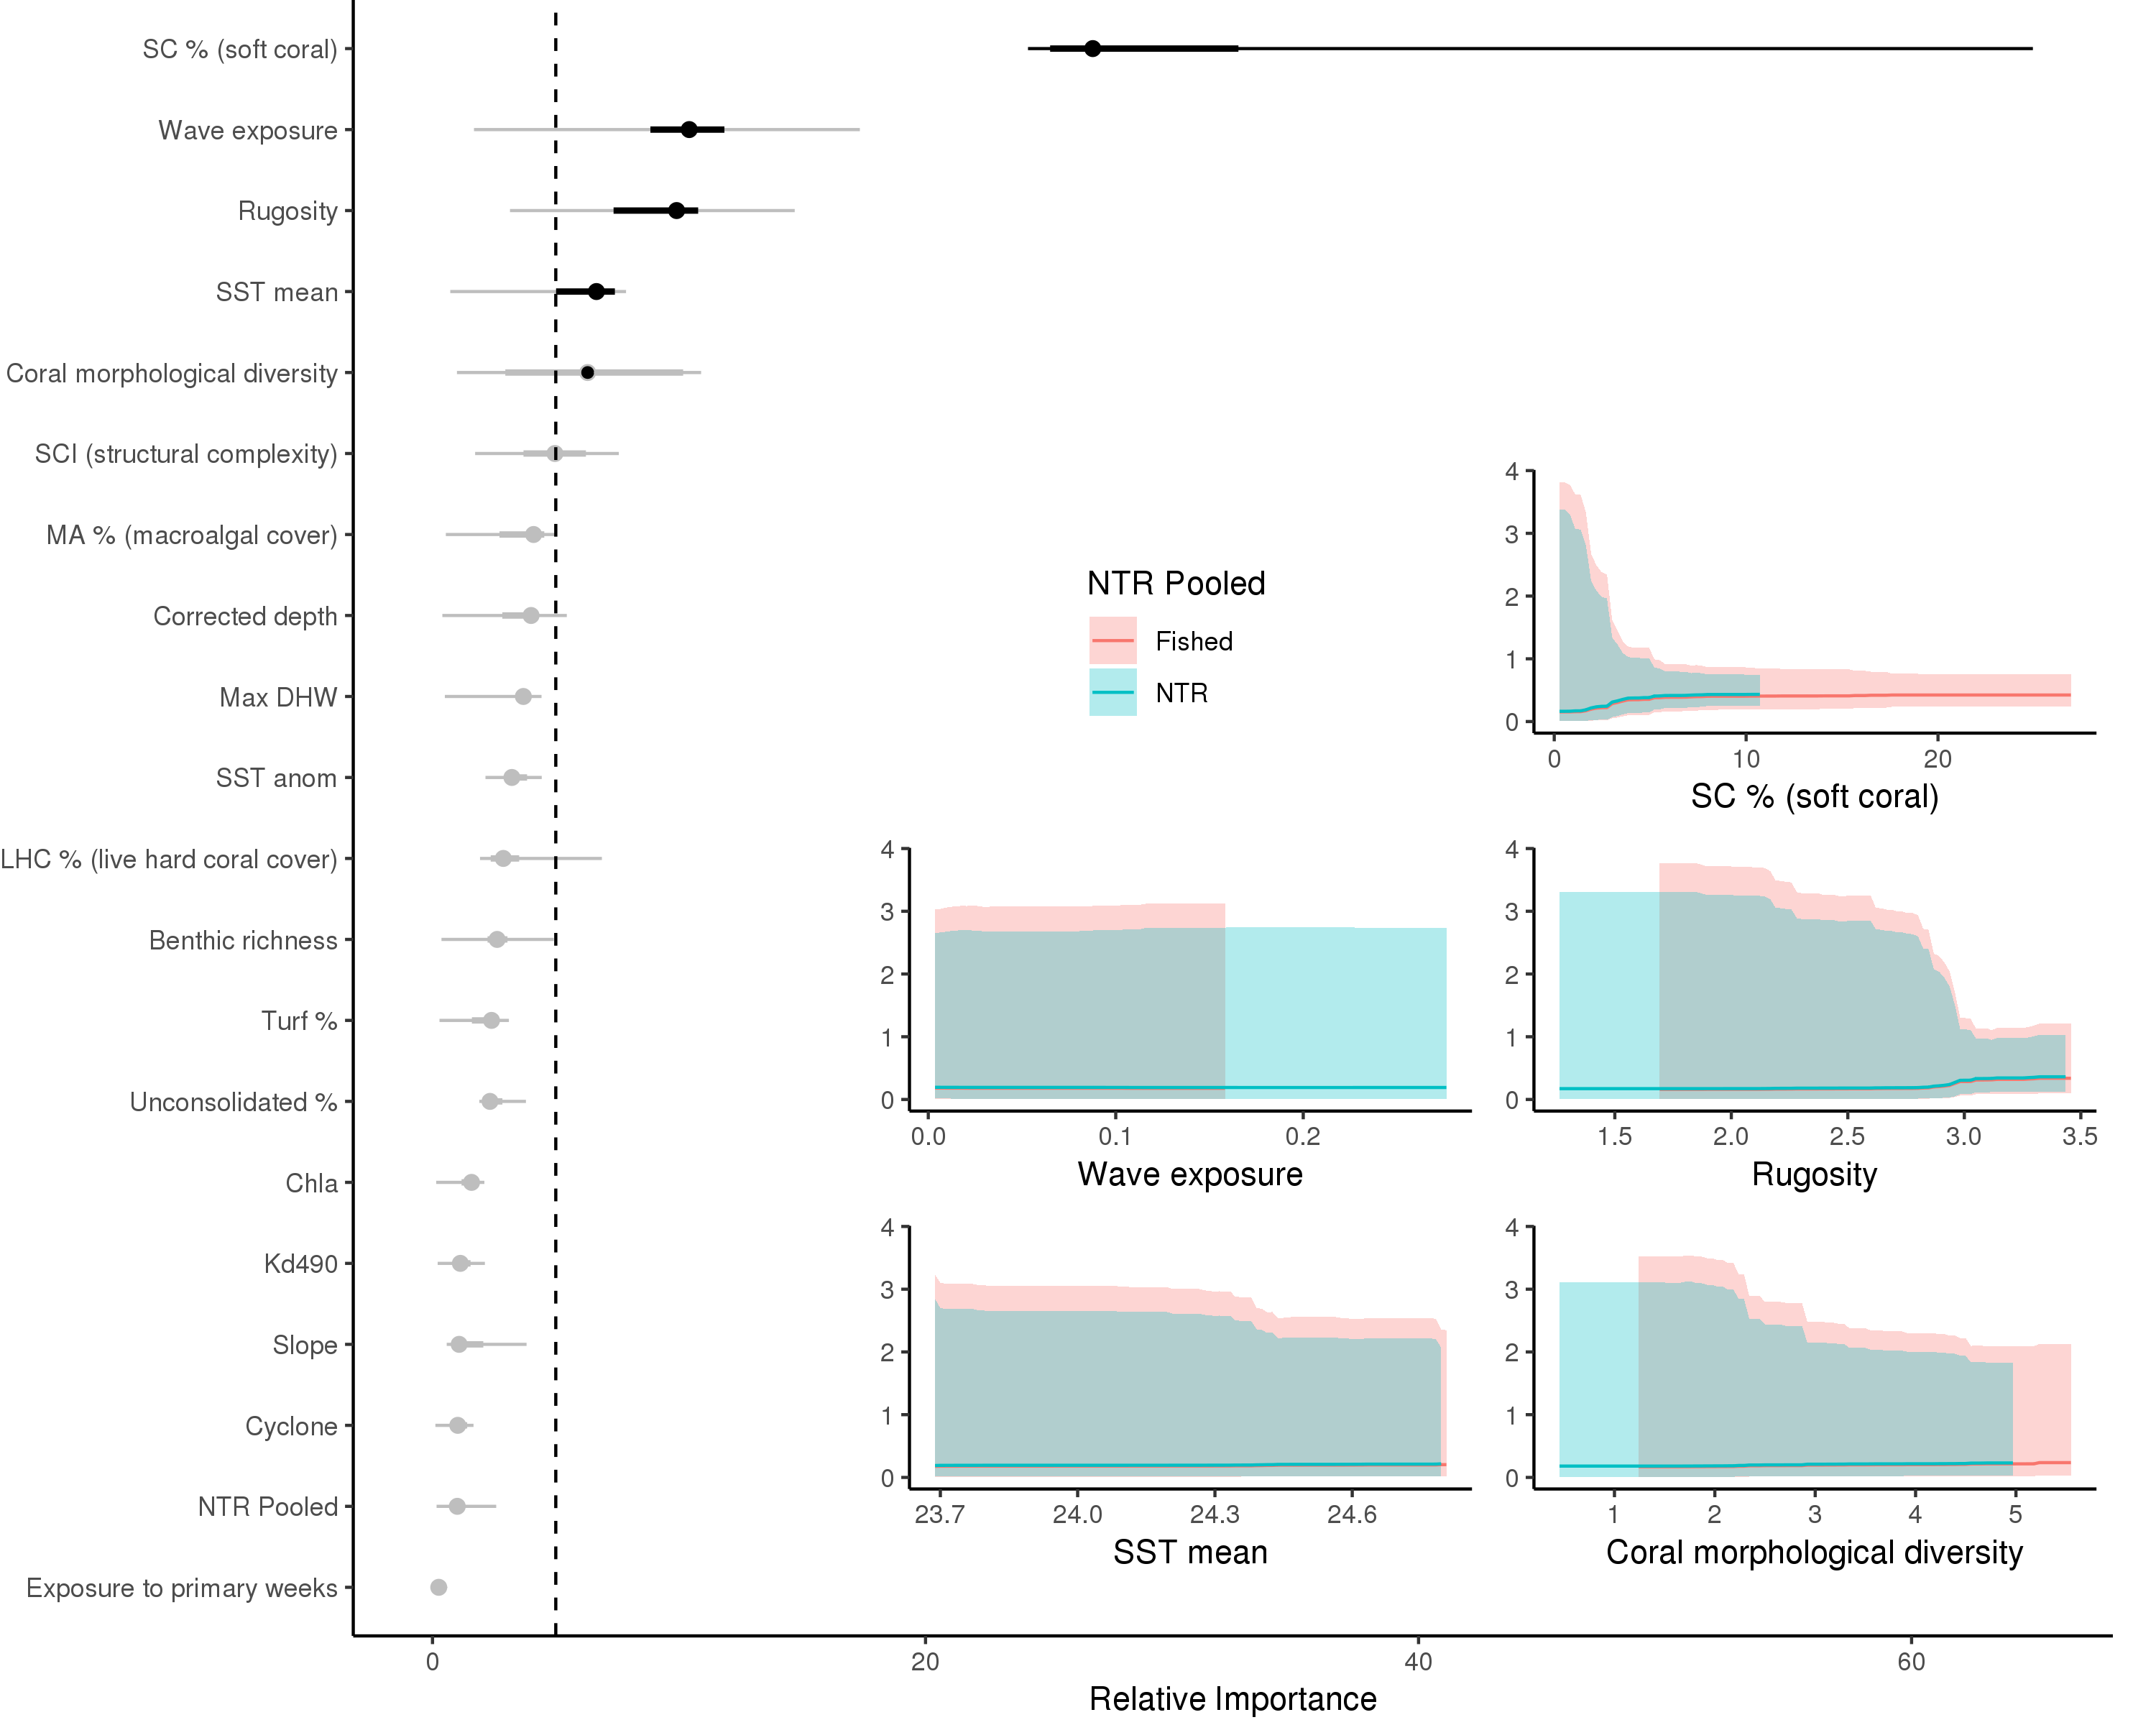 SC % (soft coral)
Wave exposure
Rugosity
SST mean
Coral morphological diversity
SCI (structural complexity)
MA % (macroalgal cover)
Corrected depth
Max DHW
SST anom
LHC % (live hard coral cover)
Benthic richness
Turf %
Unconsolidated %
Chla
Kd490
Slope
Cyclone
NTR Pooled
Exposure to primary weeks
0 20 40 60
Relative Importance
NTR Pooled
Fished
NTR
4
3
2
1
0
0 10 20
SC % (soft coral)
4
3
2
1
0
0.0 0.1 0.2
Wave exposure
4
3
2
1
0
1.5 2.0 2.5 3.0 3.5
Rugosity
4
3
2
1
0
23.7 24.0 24.3 24.6
SST mean
4
3
2
1
0
1 2 3 4 5
Coral morphological diversity